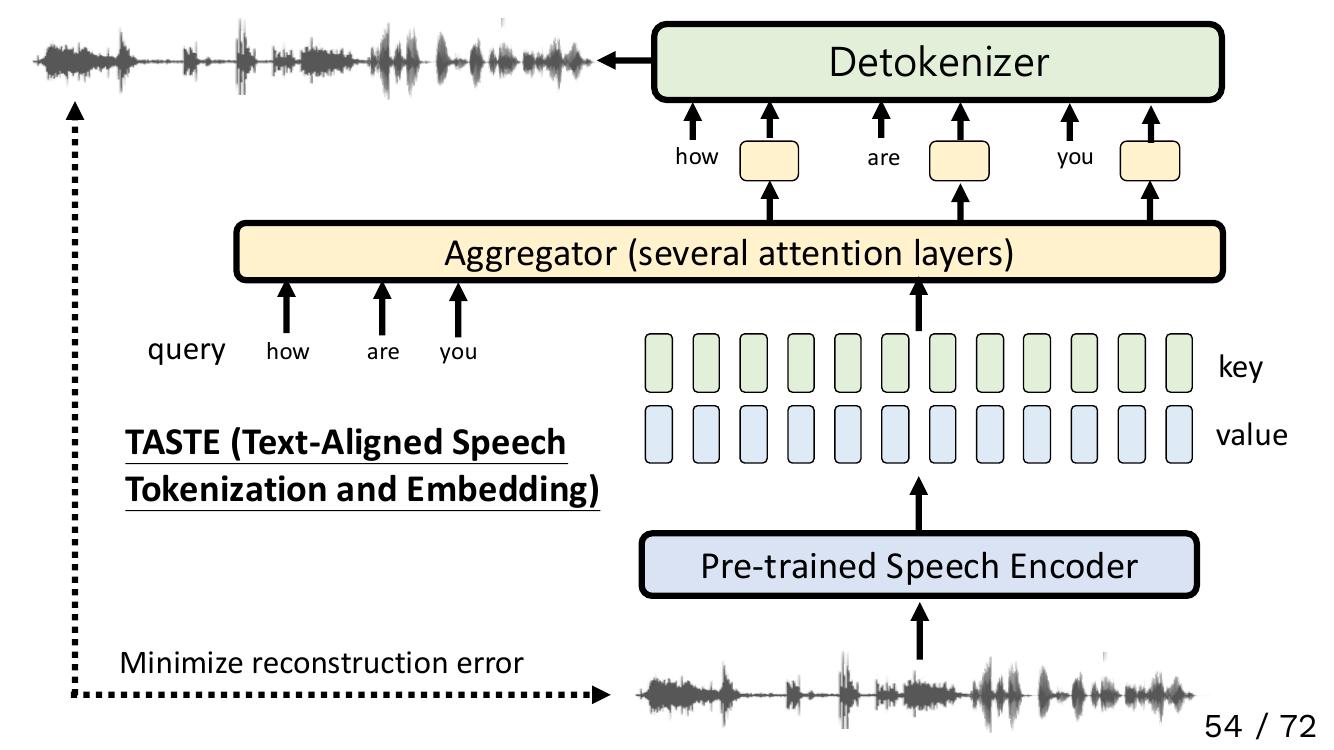 Detokenizer
how
are
you
Aggregator (several attention layers)
query
how
are
you
key
value
TASTE (Text-Aligned Speech
Tokenization and Embedding)
Pre-trained Speech Encoder
Minimize reconstruction error
54 / 72